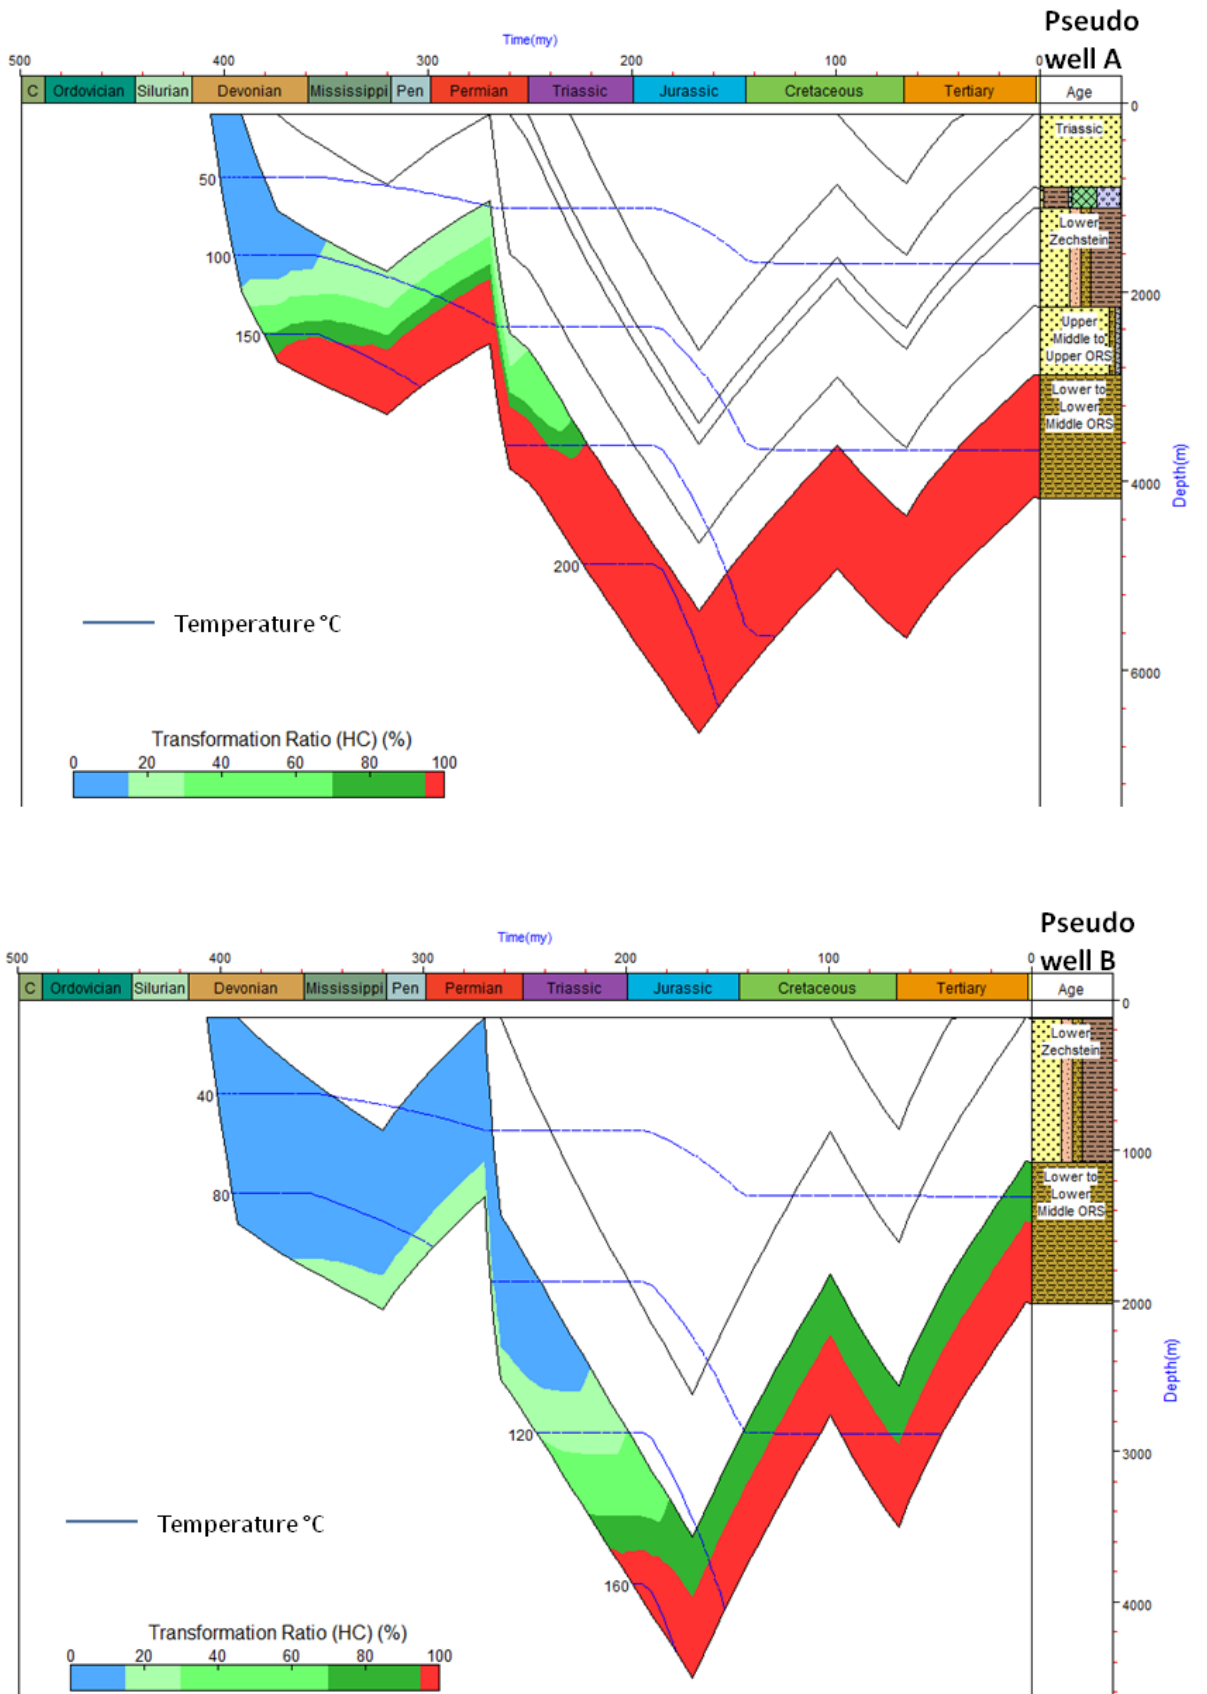 Pseudo
well A
Time(my)
500 400 300 200 100 0
C Ordovician Silurian Devonian Mississippi Pen Permian Triassic Jurassic Cretaceous Tertiary Age
0
Triassic
50
Lower
Zechstein
100
2000
150
Upper
Middle to
Upper ORS
Lower to
Lower
Middle ORS
Depth(m)
4000
200
Temperature °C
6000
Transformation Ratio (HC) (%)
0 20 40 60 80 100
Pseudo
well B
Time(my)
500 400 300 200 100 0
C Ordovician Silurian Devonian Mississippi Pen Permian Triassic Jurassic Cretaceous Tertiary Age
0
Lower
Zechstein
40
1000
Lower to
Lower
Middle ORS
80
2000
Depth(m)
120
3000
Temperature °C
160
4000
Transformation Ratio (HC) (%)
0 20 40 60 80 100